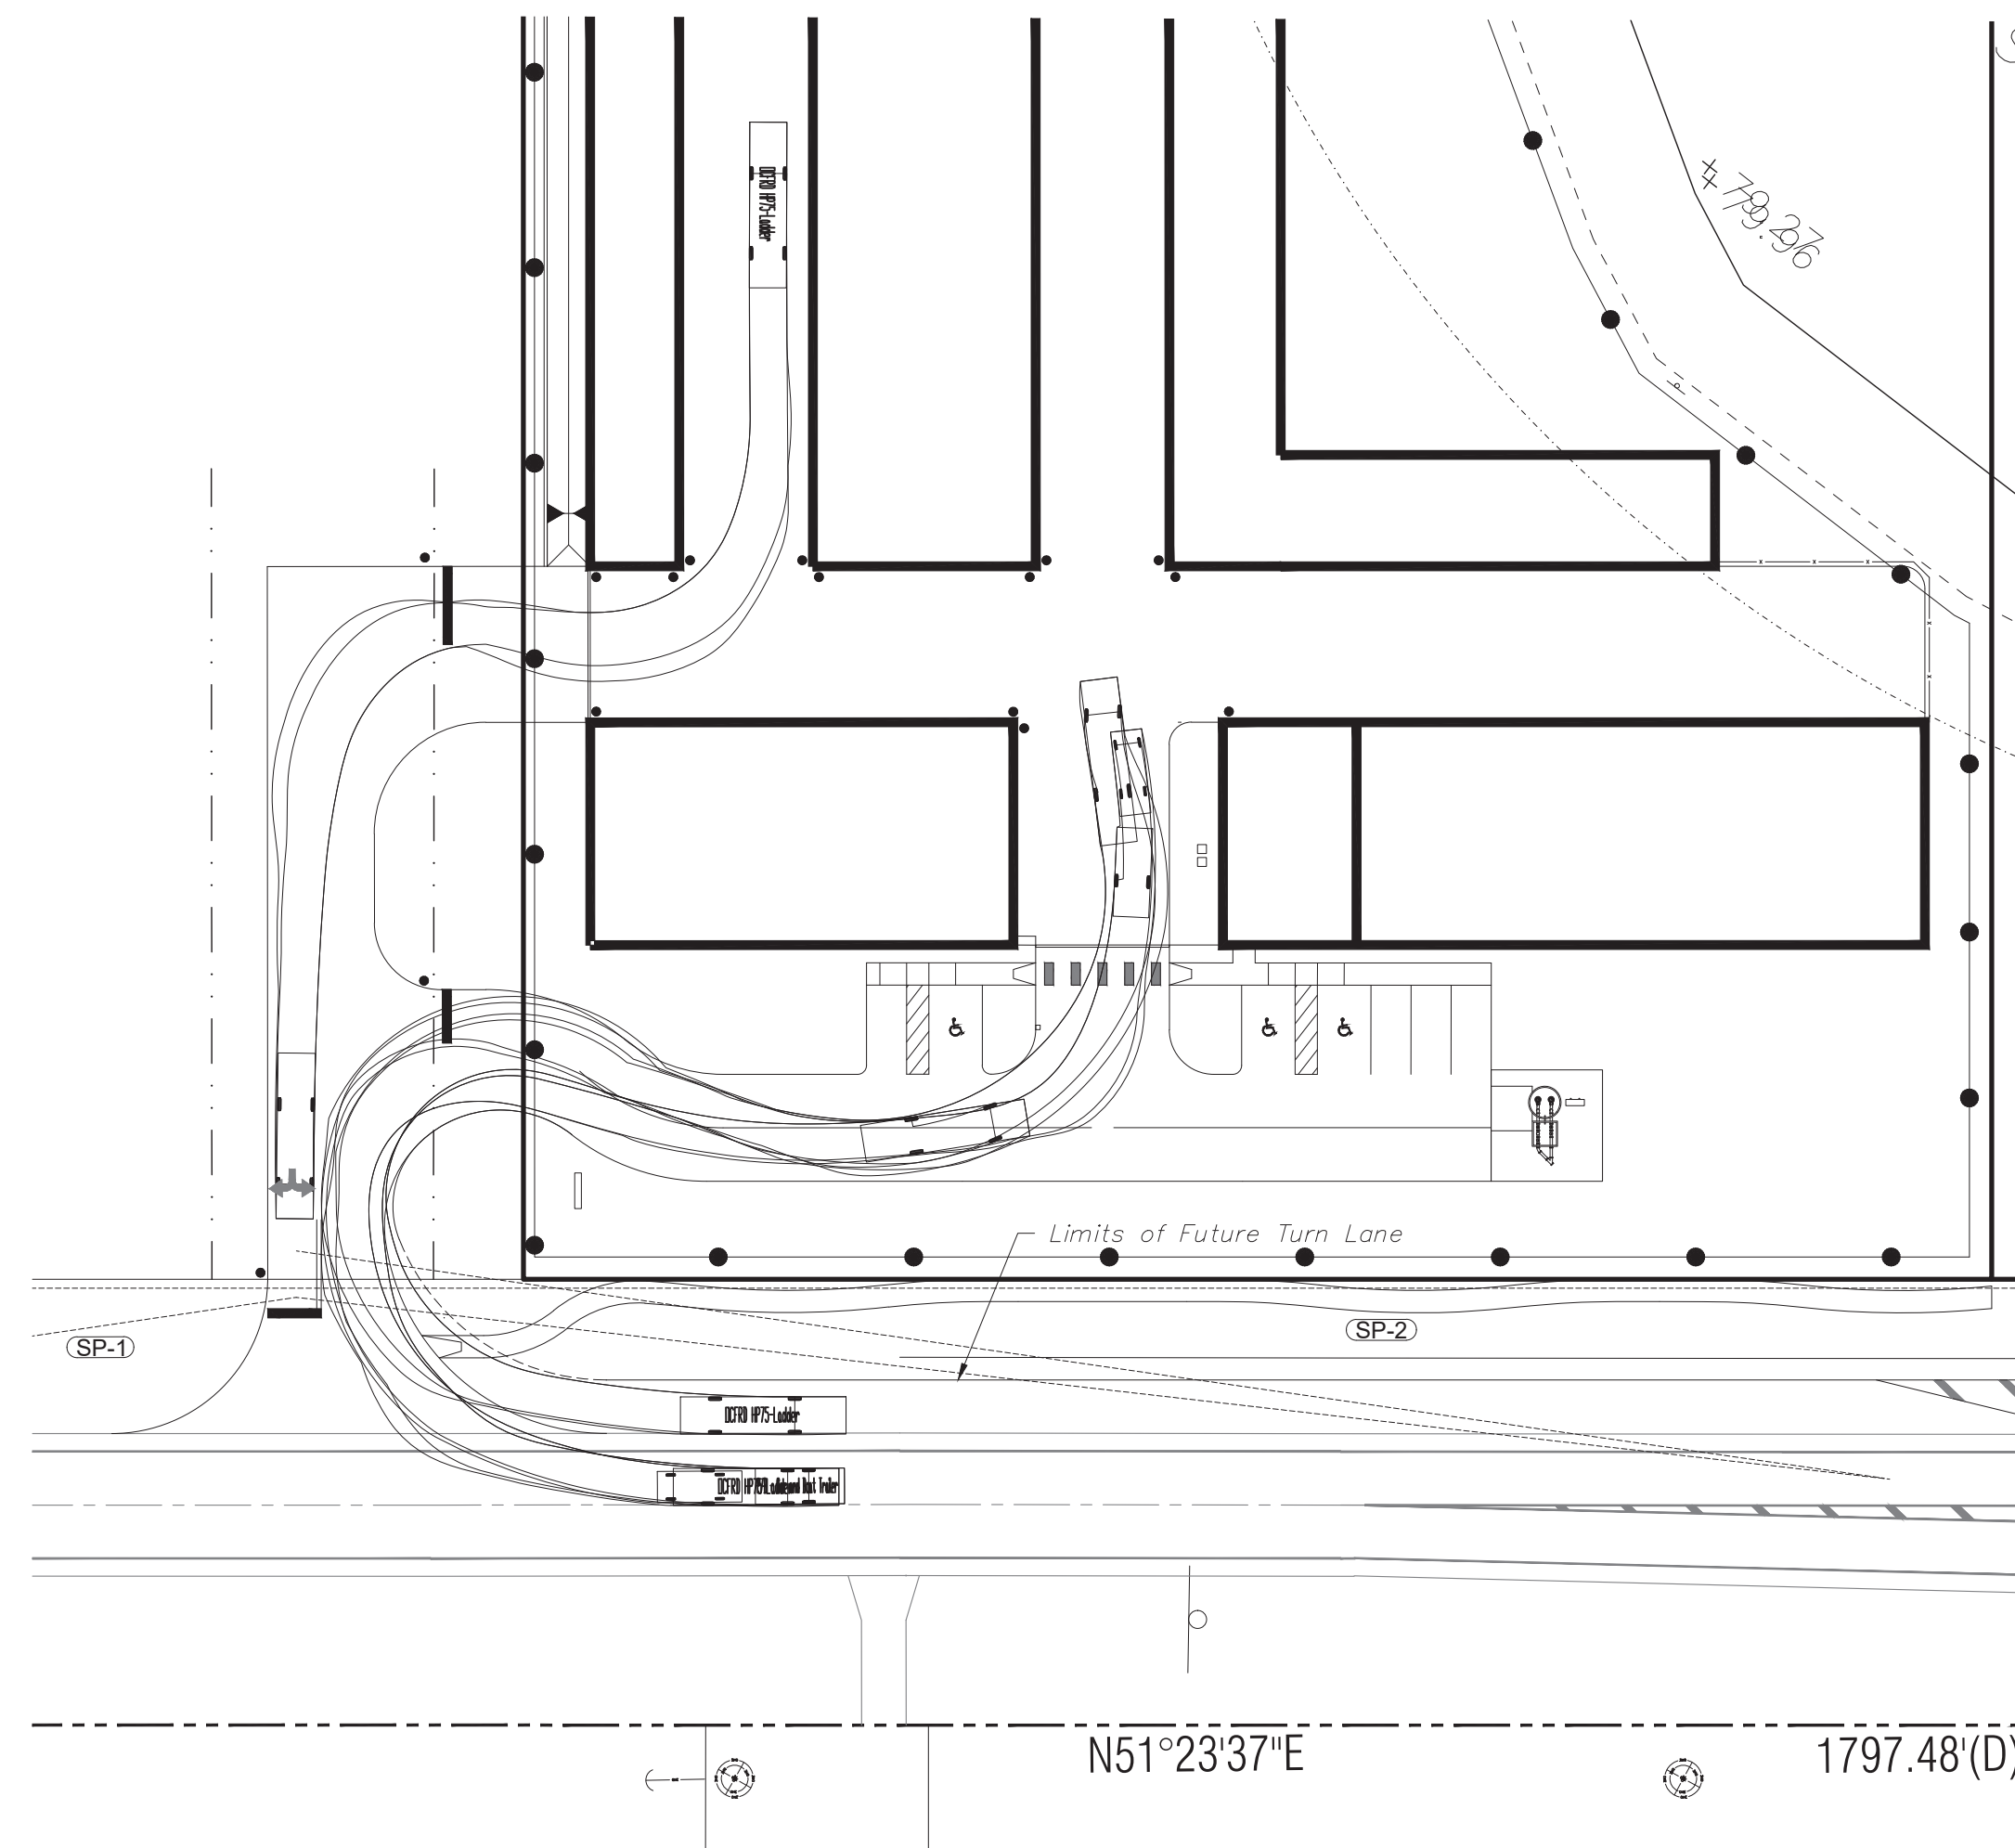 DCFRD HP75-Ladder
Limits of Future Turn Lane
SP-2
SP-1
DCFRD HP75-Ladder
N51°23'37"E
1797.48'(D)